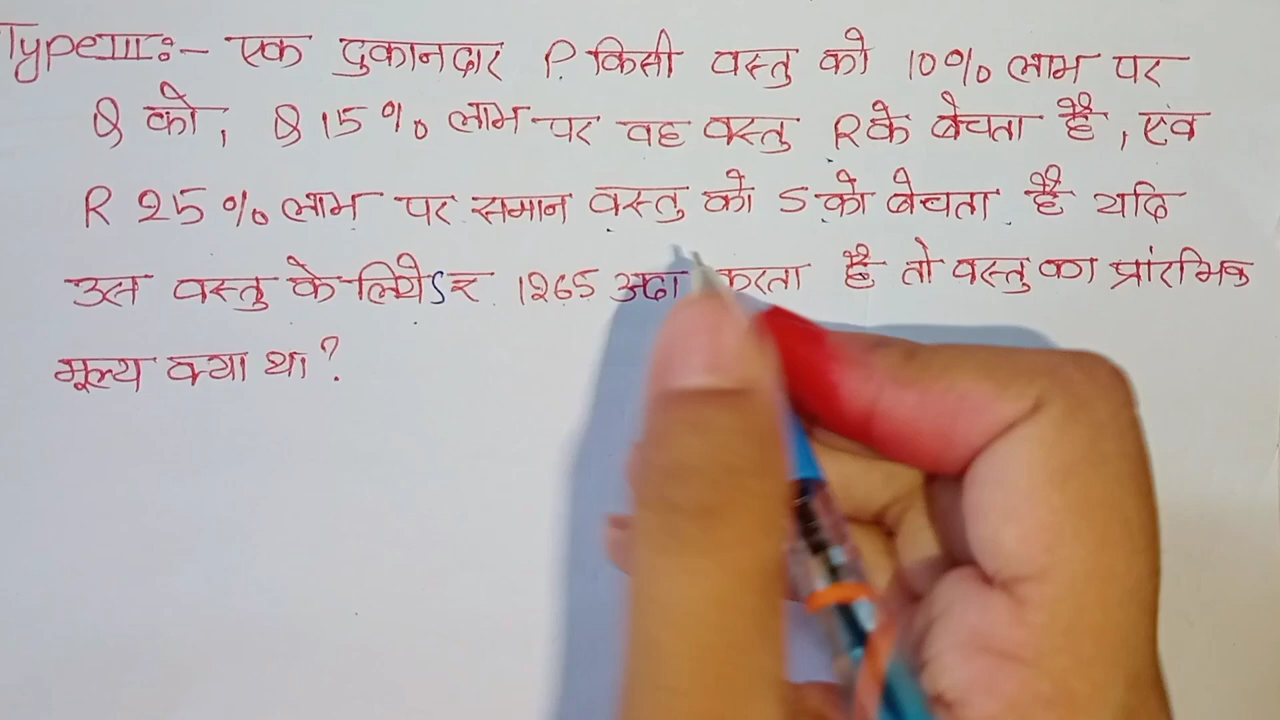 TypeIII:- एक दुकानदार P किसी वस्तु को 10% लाभ पर
Q को, Q 15% लाभ पर वह वस्तु R के बेचता है, एंव
R 25% लाभ पर समान वस्तु को S को बेचता है यदि
उस वस्तु के लिये S रु 1265 अदा करता है तो वस्तु का प्रांरभिक
मूल्य क्या था?